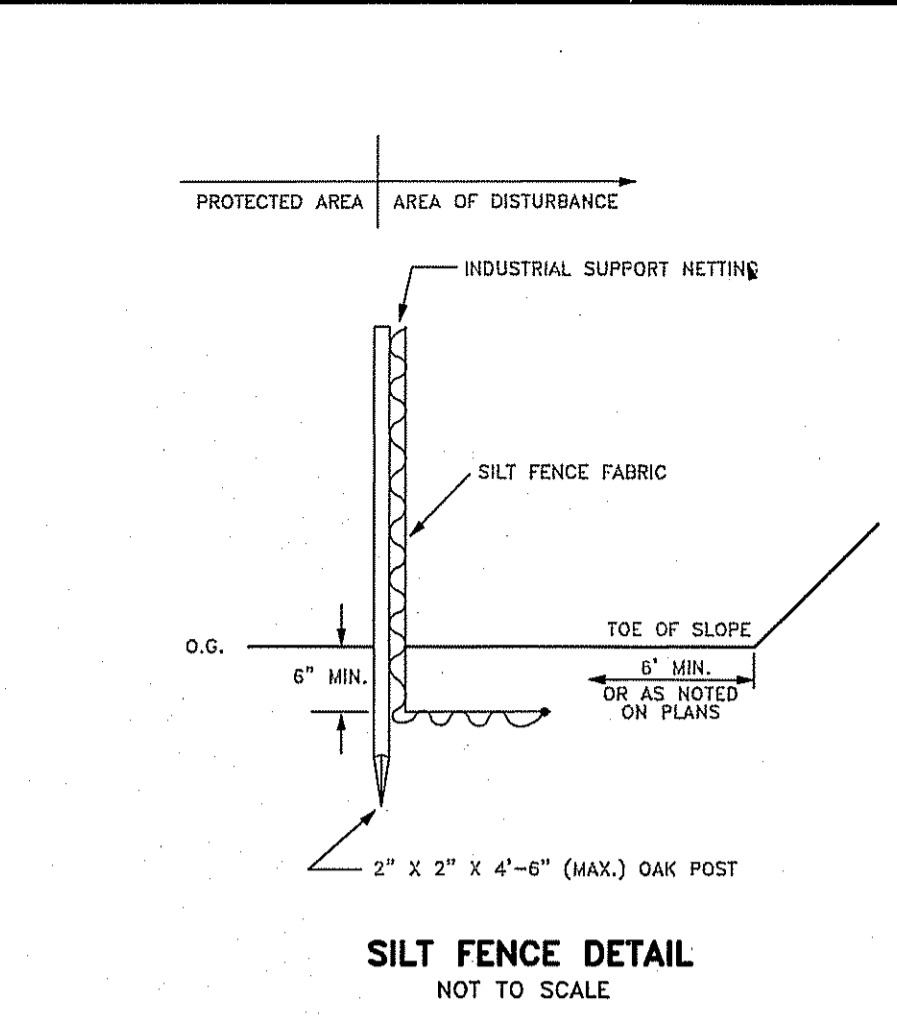 PROTECTED AREA
AREA OF DISTURBANCE
INDUSTRIAL SUPPORT NETTING
SILT FENCE FABRIC
TOE OF SLOPE
O.G.
6" MIN.
6' MIN.
OR AS NOTED
ON PLANS
2" X 2" X 4'-6" (MAX.) OAK POST
SILT FENCE DETAIL
NOT TO SCALE